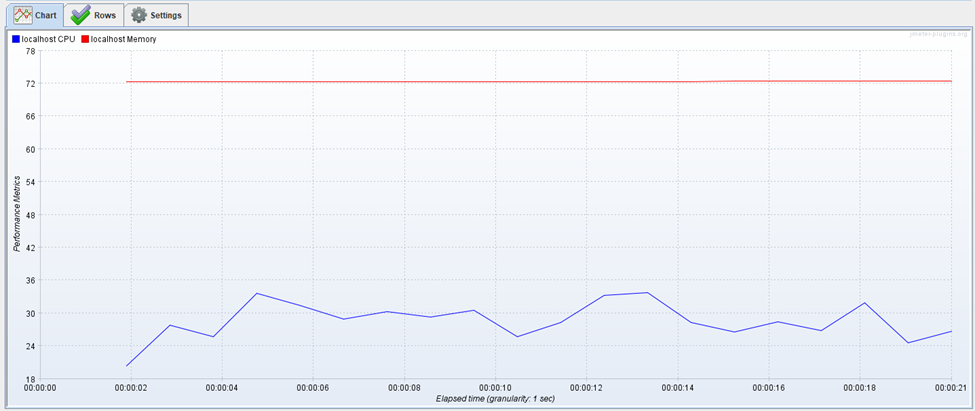 Chart Rows Settings
localhost CPU localhost Memory
jmeter-plugins.org
78
72
66
60
54
48
42
36
30
24
18
Performance Metrics
00:00:00 00:00:02 00:00:04 00:00:06 00:00:08 00:00:10 00:00:12 00:00:14 00:00:16 00:00:18 00:00:21
Elapsed time (granularity: 1 sec)